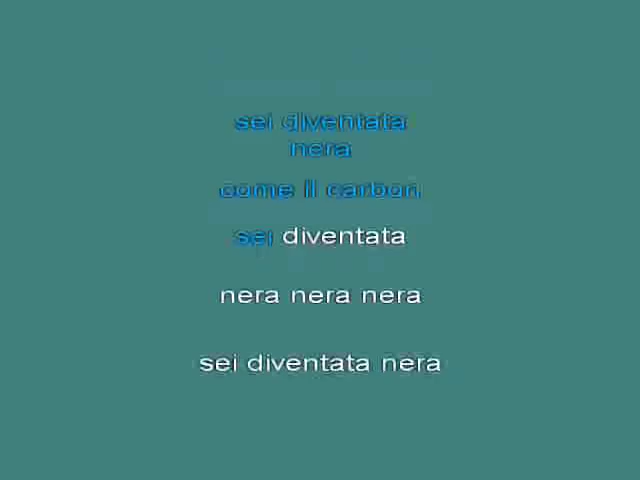 sei diventata
nera
come il carbon
sei diventata
nera nera nera
sei diventata nera